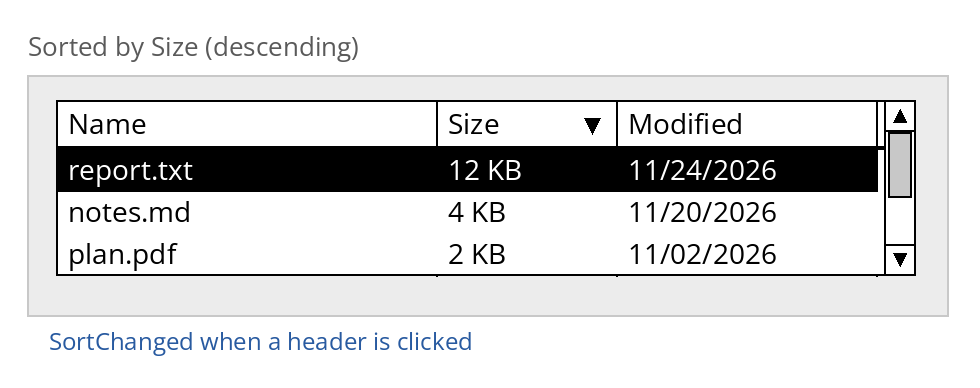 Sorted by Size (descending)
Name Size ▼ Modified
report.txt 12 KB 11/24/2026
notes.md 4 KB 11/20/2026
plan.pdf 2 KB 11/02/2026
SortChanged when a header is clicked